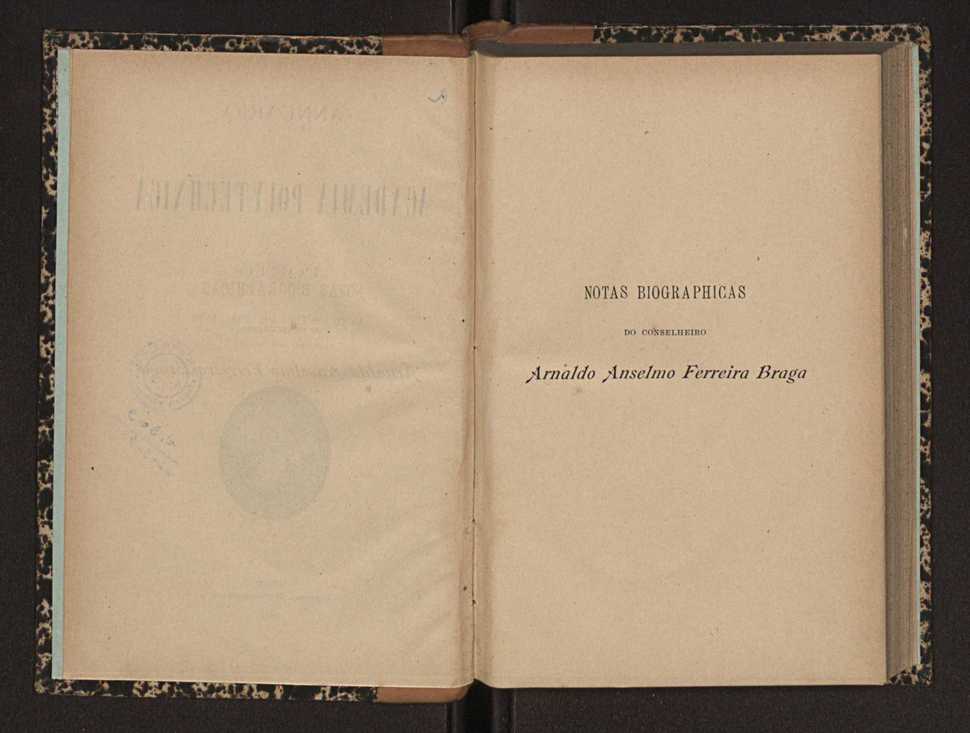 NOTAS BIOGRAPHICAS
DO CONSELHEIRO
Arnaldo Anselmo Ferreira Braga